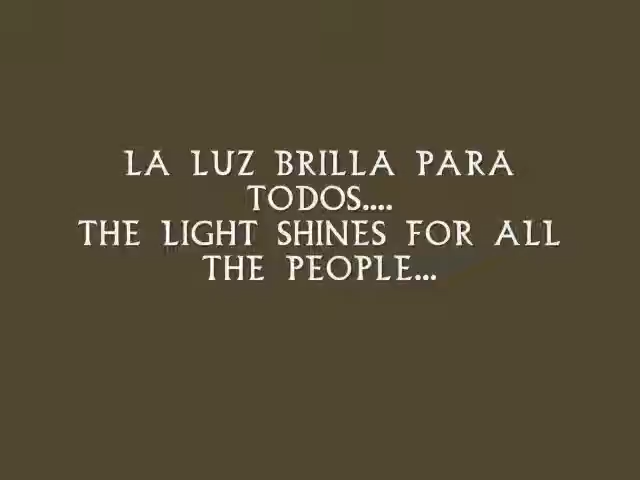 LA LUZ BRILLA PARA
TODOS....
THE LIGHT SHINES FOR ALL
THE PEOPLE...